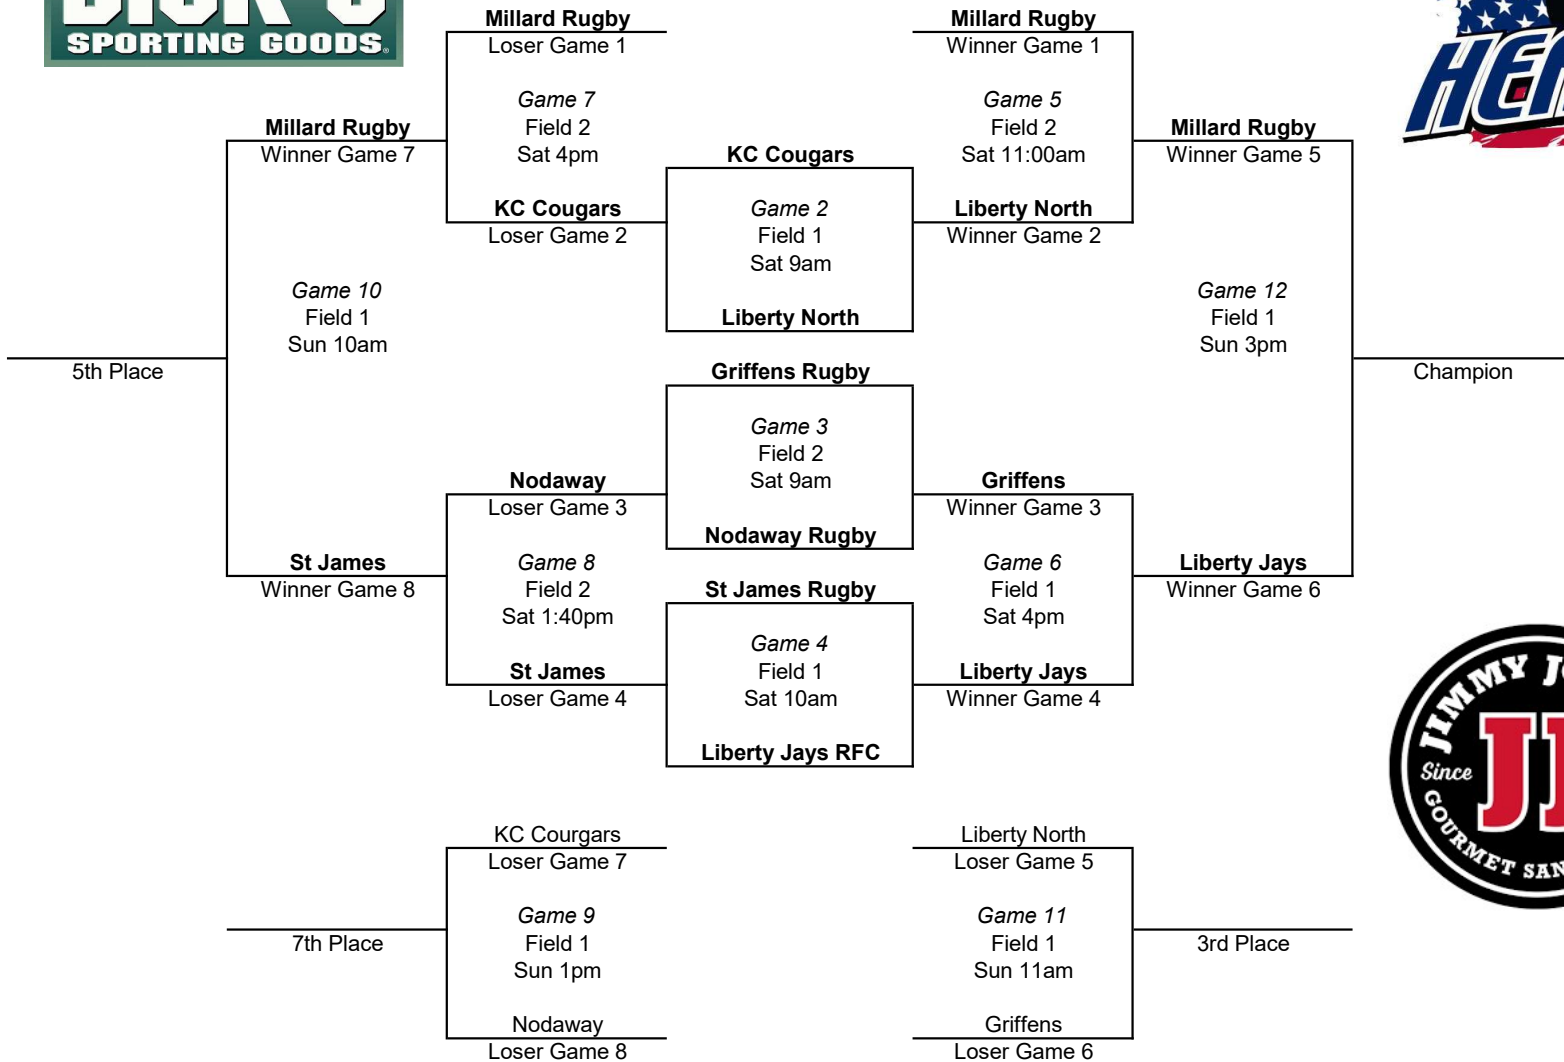 SPORTING GOODS
Millard Rugby
Loser Game 1
Game 7
Field 2
Sat 4pm
KC Cougars
Loser Game 2
Millard Rugby
Winner Game 7
Game 10
Field 1
Sun 10am
5th Place
St James
Winner Game 8
Nodaway
Loser Game 3
Game 8
Field 2
Sat 1:40pm
St James
Loser Game 4
KC Cougars
Game 2
Field 1
Sat 9am
Liberty North
Griffens Rugby
Game 3
Field 2
Sat 9am
Nodaway Rugby
St James Rugby
Game 4
Field 1
Sat 10am
Liberty Jays RFC
Millard Rugby
Winner Game 1
Game 5
Field 2
Sat 11:00am
Liberty North
Winner Game 2
Griffens
Winner Game 3
Game 6
Field 1
Sat 4pm
Liberty Jays
Winner Game 4
Millard Rugby
Winner Game 5
Game 12
Field 1
Sun 3pm
Liberty Jays
Winner Game 6
Champion
KC Courgars
Loser Game 7
Game 9
Field 1
Sun 1pm
Nodaway
Loser Game 8
7th Place
Liberty North
Loser Game 5
Game 11
Field 1
Sun 11am
Griffens
Loser Game 6
3rd Place
JIMMY
Since
GOURMET